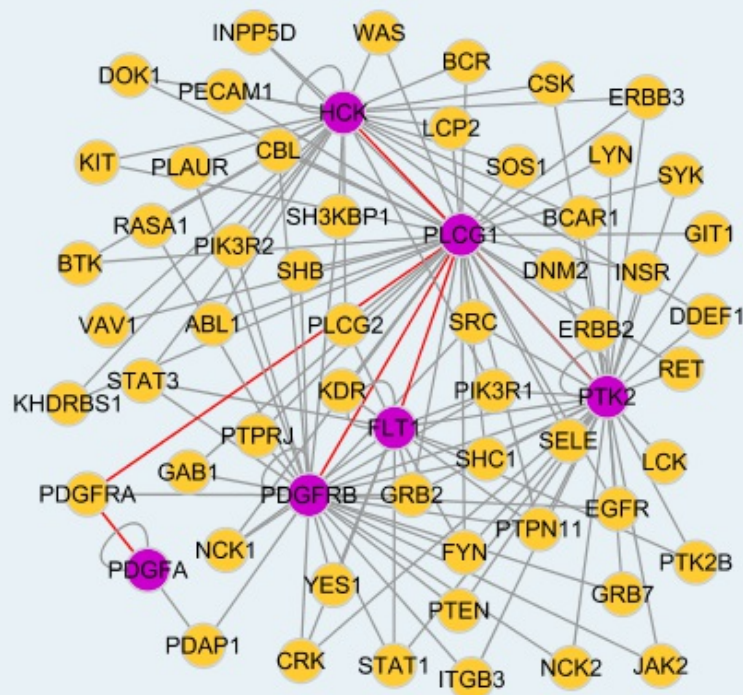 INPP5D
WAS
BCR
DOK1
PECAM1
CSK
ERBB3
HCK
LCP2
KIT
PLAUR
CBL
SOS1
LYN
SYK
RASA1
SH3KBP1
BCAR1
PIK3R2
PLCG1
GIT1
BTK
SHB
DNM2
INSR
VAV1
ABL1
PLCG2
SRC
ERBB2
DDEF1
RET
KHDRBS1
STAT3
KDR
PIK3R1
PTK2
PTPRJ
FLT1
SELE
GAB1
SHC1
LCK
PDGFRA
PDGFRB
GRB2
EGFR
PTPN11
NCK1
FYN
PTK2B
PDGFA
YES1
GRB7
PTEN
PDAP1
CRK
STAT1
ITGB3
NCK2
JAK2